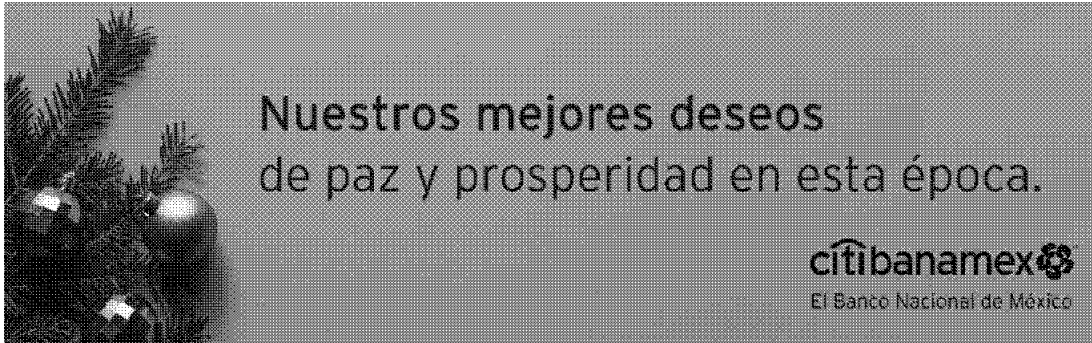 Nuestros mejores deseos
de paz y prosperidad en esta época.
citibanamex
El Banco Nacional de México